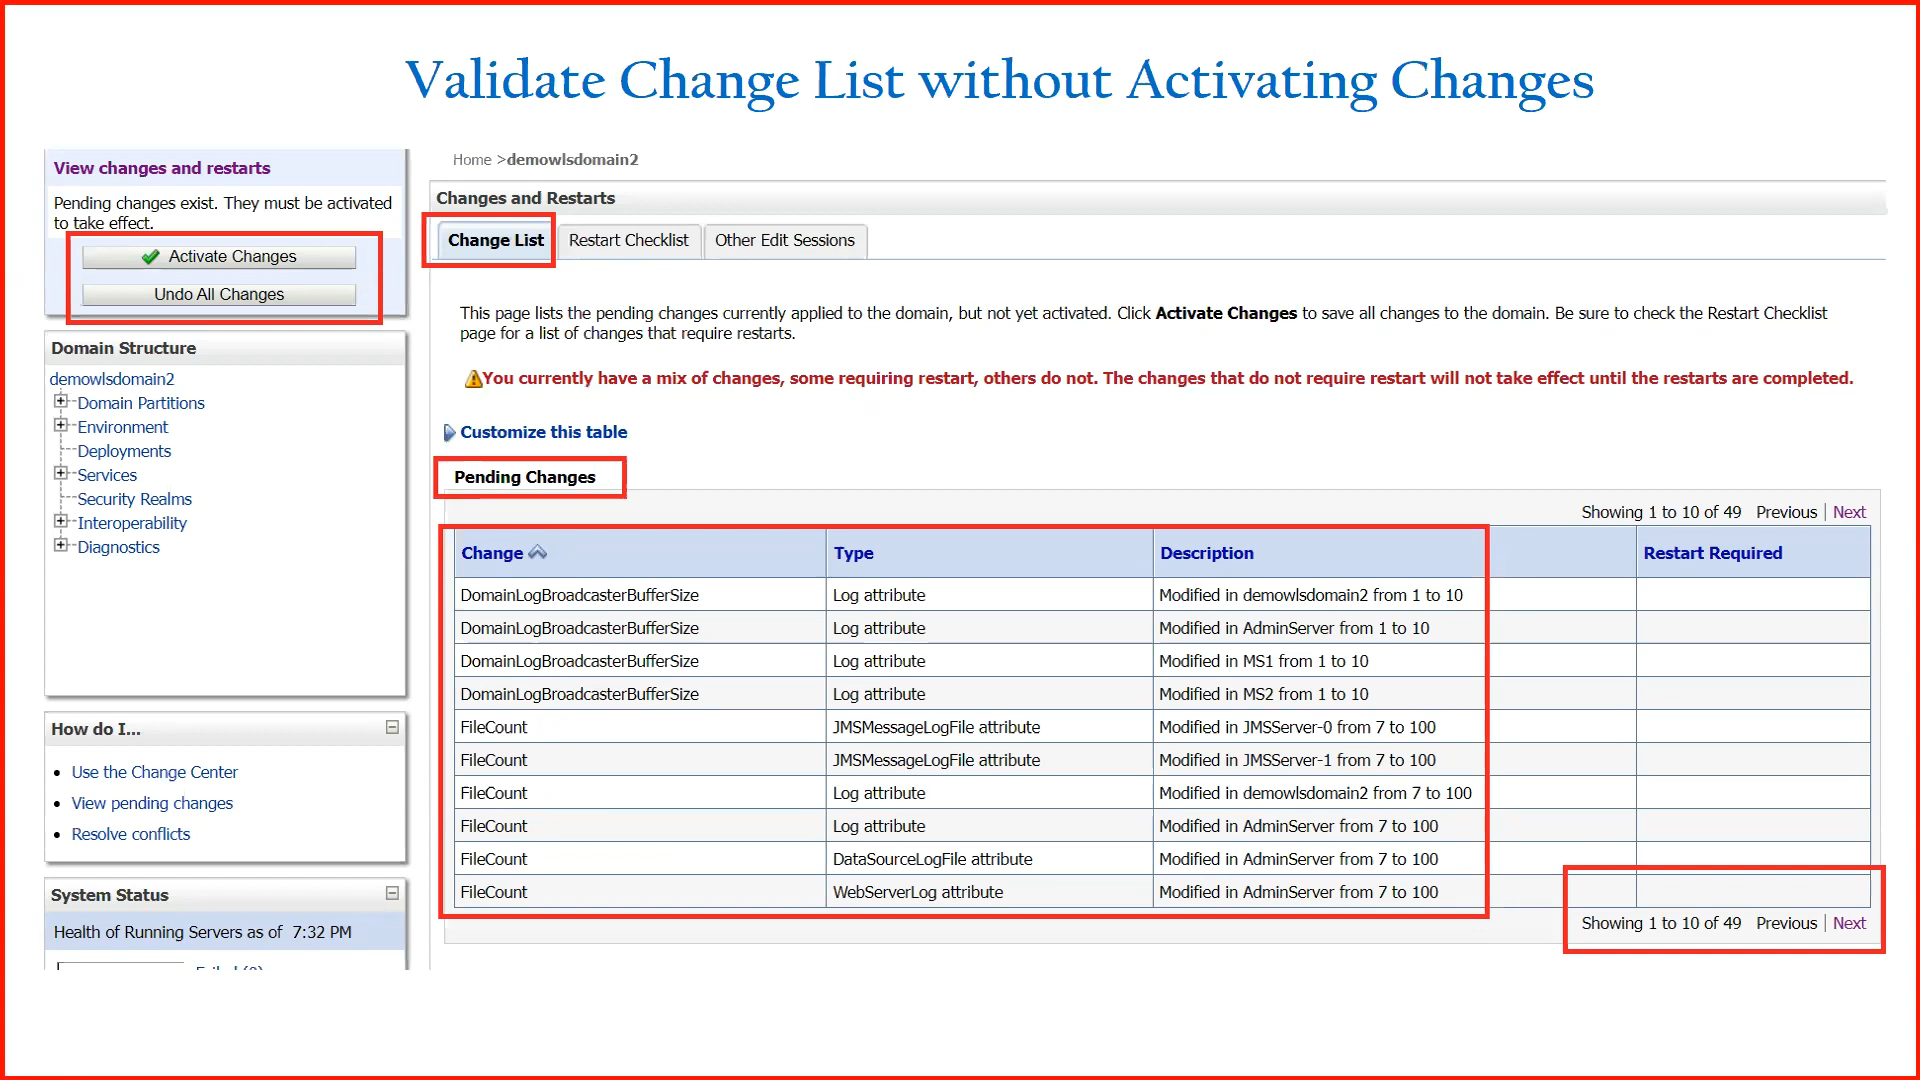 Validate Change List without Activating Changes
View changes and restarts
Pending changes exist. They must be activated
to take effect.
Activate Changes
Undo All Changes
Domain Structure
demowlsdomain2
Domain Partitions
Environment
Deployments
Services
Security Realms
Interoperability
Diagnostics
How do I...
Use the Change Center
View pending changes
Resolve conflicts
System Status
Health of Running Servers as of 7:32 PM
Home >demowlsdomain2
Changes and Restarts
Change List Restart Checklist Other Edit Sessions
This page lists the pending changes currently applied to the domain, but not yet activated. Click Activate Changes to save all changes to the domain. Be sure to check the Restart Checklist
page for a list of changes that require restarts.
You currently have a mix of changes, some requiring restart, others do not. The changes that do not require restart will not take effect until the restarts are completed.
Customize this table
Pending Changes
Showing 1 to 10 of 49 Previous | Next
Change Type Description Restart Required
DomainLogBroadcasterBufferSize Log attribute Modified in demowlsdomain2 from 1 to 10
DomainLogBroadcasterBufferSize Log attribute Modified in AdminServer from 1 to 10
DomainLogBroadcasterBufferSize Log attribute Modified in MS1 from 1 to 10
DomainLogBroadcasterBufferSize Log attribute Modified in MS2 from 1 to 10
FileCount JMSMessageLogFile attribute Modified in JMSServer-0 from 7 to 100
FileCount JMSMessageLogFile attribute Modified in JMSServer-1 from 7 to 100
FileCount Log attribute Modified in demowlsdomain2 from 7 to 100
FileCount Log attribute Modified in AdminServer from 7 to 100
FileCount DataSourceLogFile attribute Modified in AdminServer from 7 to 100
FileCount WebServerLog attribute Modified in AdminServer from 7 to 100
Showing 1 to 10 of 49 Previous | Next